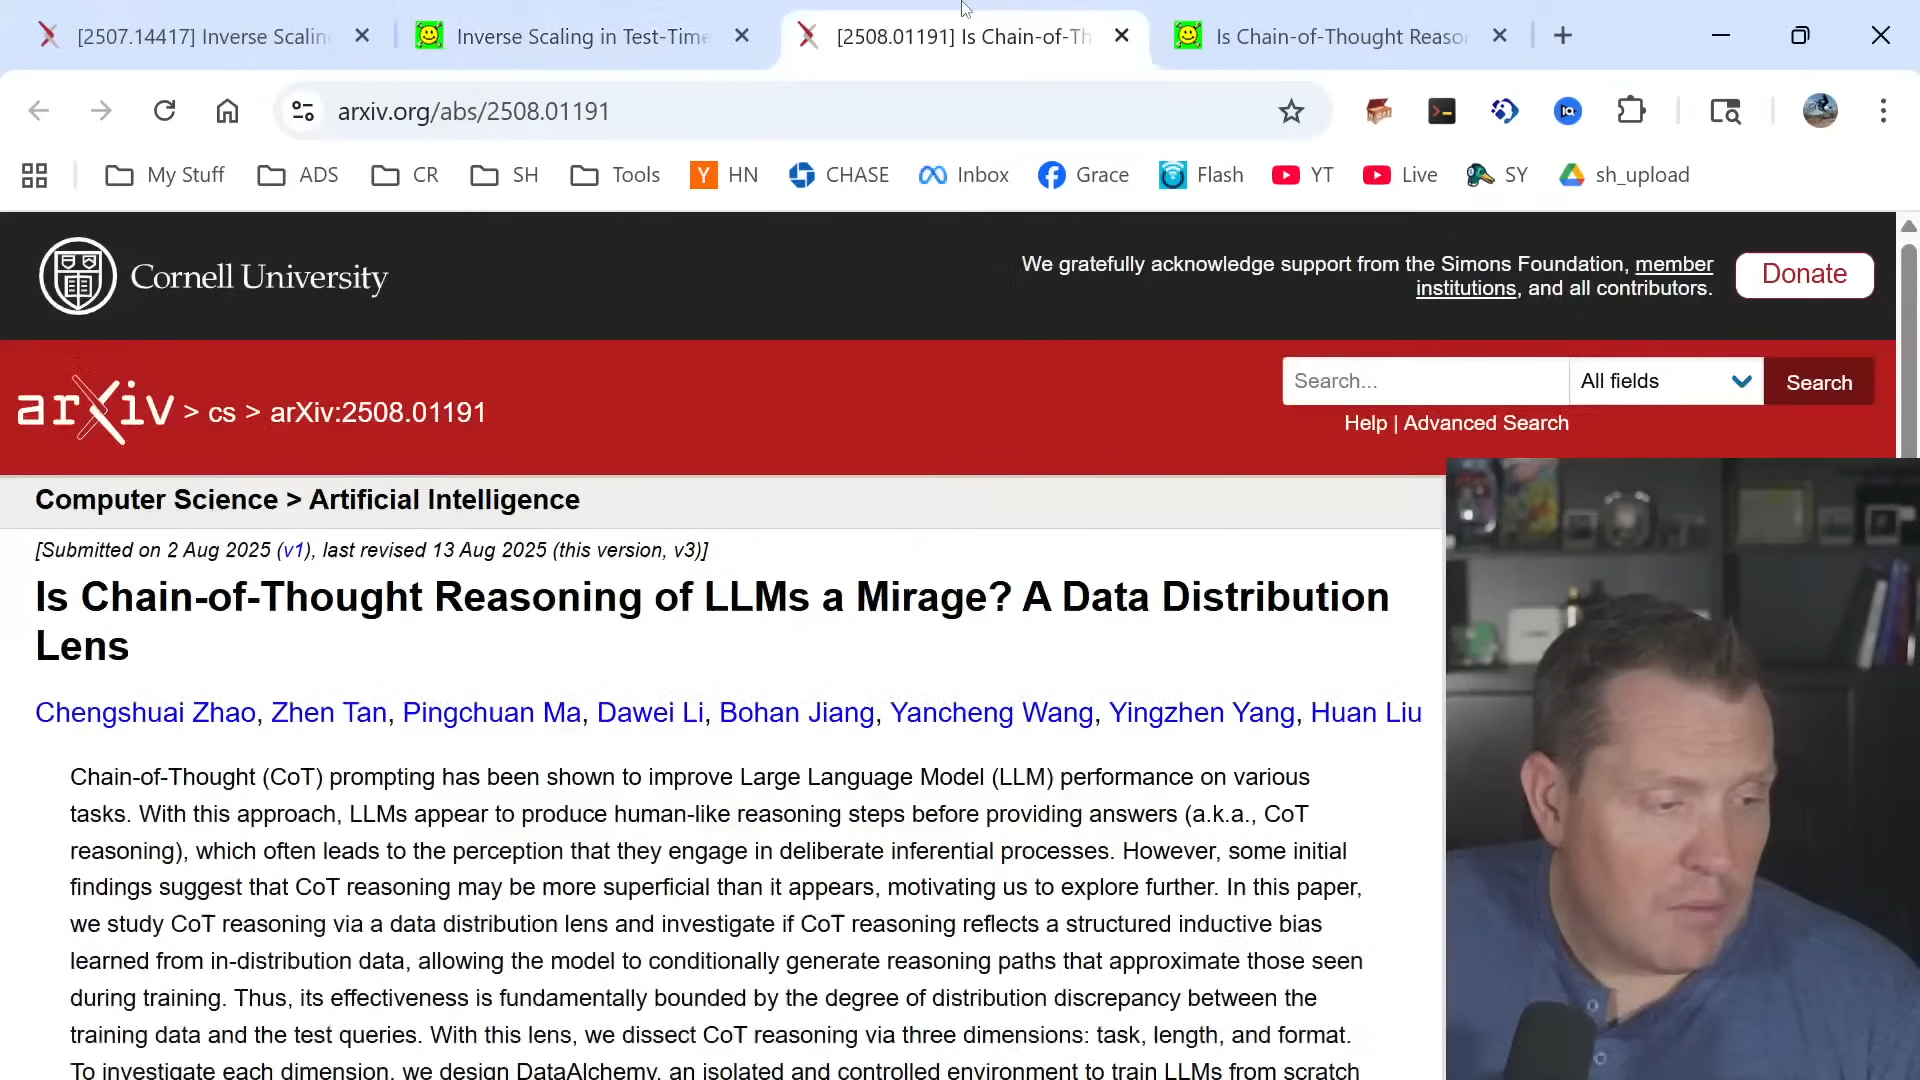 [2507.14417] Inverse Scalin
Inverse Scaling in Test-Time
[2508.01191] Is Chain-of-Th
Is Chain-of-Thought Reason
arxiv.org/abs/2508.01191
My Stuff
ADS
CR
SH
Tools
HN
CHASE
Inbox
Grace
Flash
YT
Live
SY
sh_upload
Cornell University
We gratefully acknowledge support from the Simons Foundation, member
institutions, and all contributors.
Donate
arXiv > cs > arXiv:2508.01191
Search...
All fields
Search
Help | Advanced Search
Computer Science > Artificial Intelligence
[Submitted on 2 Aug 2025 (v1), last revised 13 Aug 2025 (this version, v3)]
Is Chain-of-Thought Reasoning of LLMs a Mirage? A Data Distribution
Lens
Chengshuai Zhao, Zhen Tan, Pingchuan Ma, Dawei Li, Bohan Jiang, Yancheng Wang, Yingzhen Yang, Huan Liu
Chain-of-Thought (CoT) prompting has been shown to improve Large Language Model (LLM) performance on various
tasks. With this approach, LLMs appear to produce human-like reasoning steps before providing answers (a.k.a., CoT
reasoning), which often leads to the perception that they engage in deliberate inferential processes. However, some initial
findings suggest that CoT reasoning may be more superficial than it appears, motivating us to explore further. In this paper,
we study CoT reasoning via a data distribution lens and investigate if CoT reasoning reflects a structured inductive bias
learned from in-distribution data, allowing the model to conditionally generate reasoning paths that approximate those seen
during training. Thus, its effectiveness is fundamentally bounded by the degree of distribution discrepancy between the
training data and the test queries. With this lens, we dissect CoT reasoning via three dimensions: task, length, and format.
To investigate each dimension, we design DataAlchemy, an isolated and controlled environment to train LLMs from scratch